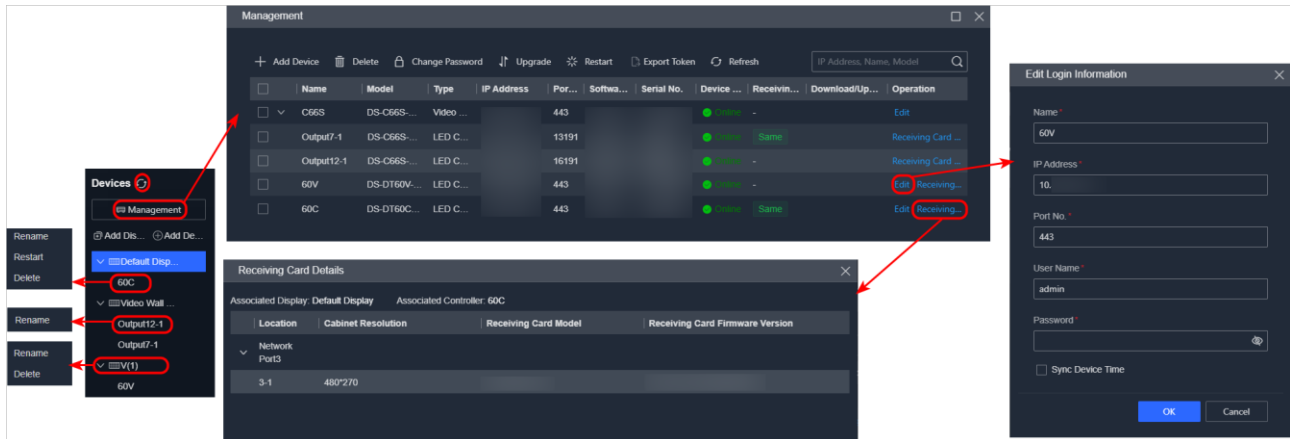 Management
Add Device Delete Change Password Upgrade Restart Export Token Refresh IP Address, Name, Model
Name Model Type IP Address Por... Softwa... Serial No. Device ... Receivin... Download/Up... Operation
C66S DS-C66S-... Video ... 443 Online - Edit
Output7-1 DS-C66S-... LED C... 13191 Online Same Receiving Card ...
Output12-1 DS-C66S-... LED C... 16191 Online - Receiving Card ...
60V DS-DT60V-... LED C... 443 Online - Edit Receiving...
60C DS-DT60C... LED C... 443 Online Same Edit Receiving...
Devices
Management
Add Dis... Add De...
Default Disp...
60C
Video Wall ...
Output12-1
Output7-1
V(1)
60V
Rename
Restart
Delete
Rename
Rename
Delete
Receiving Card Details
Associated Display: Default Display Associated Controller: 60C
Location Cabinet Resolution Receiving Card Model Receiving Card Firmware Version
Network
Port3
3-1 480*270
Edit Login Information
Name *
60V
IP Address *
10.
Port No. *
443
User Name *
admin
Password *
Sync Device Time
OK Cancel